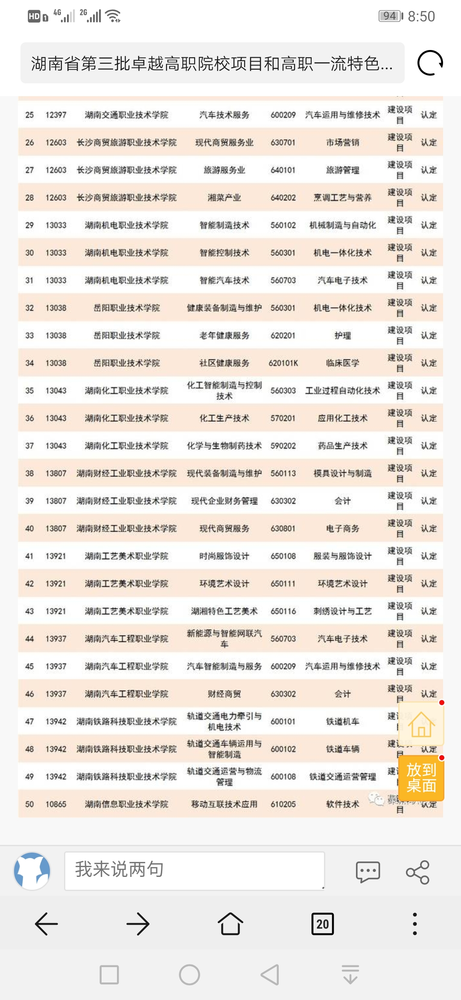 HD 1 4G 2G 94 8:50
湖南省第三批卓越高职院校项目和高职一流特色...
25 12397 湖南交通职业技术学院 汽车技术服务 600209 汽车运用与维修技术 建设项目 认定
26 12603 长沙商贸旅游职业技术学院 现代商贸服务业 630701 市场营销 建设项目 认定
27 12603 长沙商贸旅游职业技术学院 旅游服务业 640101 旅游管理 建设项目 认定
28 12603 长沙商贸旅游职业技术学院 湘菜产业 640202 烹调工艺与营养 建设项目 认定
29 13033 湖南机电职业技术学院 智能制造技术 560102 机械制造与自动化 建设项目 认定
30 13033 湖南机电职业技术学院 智能控制技术 560301 机电一体化技术 建设项目 认定
31 13033 湖南机电职业技术学院 智能汽车技术 560703 汽车电子技术 建设项目 认定
32 13038 岳阳职业技术学院 健康装备制造与维护 560301 机电一体化技术 建设项目 认定
33 13038 岳阳职业技术学院 老年健康服务 620201 护理 建设项目 认定
34 13038 岳阳职业技术学院 社区健康服务 620101K 临床医学 建设项目 认定
35 13043 湖南化工职业技术学院 化工智能制造与控制技术 560303 工业过程自动化技术 建设项目 认定
36 13043 湖南化工职业技术学院 化工生产技术 570201 应用化工技术 建设项目 认定
37 13043 湖南化工职业技术学院 化学与生物制药技术 590202 药品生产技术 建设项目 认定
38 13807 湖南财经工业职业技术学院 现代装备制造与维护 560113 模具设计与制造 建设项目 认定
39 13807 湖南财经工业职业技术学院 现代企业财务管理 630302 会计 建设项目 认定
40 13807 湖南财经工业职业技术学院 现代商贸服务 630801 电子商务 建设项目 认定
41 13921 湖南工艺美术职业学院 时尚服饰设计 650108 服装与服饰设计 建设项目 认定
42 13921 湖南工艺美术职业学院 环境艺术设计 650111 环境艺术设计 建设项目 认定
43 13921 湖南工艺美术职业学院 湖湘特色工艺美术 650116 刺绣设计与工艺 建设项目 认定
44 13937 湖南汽车工程职业学院 新能源与智能网联汽车 560703 汽车电子技术 建设项目 认定
45 13937 湖南汽车工程职业学院 汽车智能制造与服务 600209 汽车运用与维修技术 建设项目 认定
46 13937 湖南汽车工程职业学院 财经商贸 630302 会计 建设项目 认定
47 13942 湖南铁路科技职业技术学院 轨道交通电力牵引与机电技术 600101 铁道机车 建
48 13942 湖南铁路科技职业技术学院 轨道交通车辆运用与智能制造 600102 铁道车辆 建设 认定
49 13942 湖南铁路科技职业技术学院 轨道交通运营与物流管理 600108 铁道交通运营管理 建
放到
桌面
50 10865 湖南信息职业技术学院 移动互联技术应用 610205 软件技术 目 认定
我来说两句
20